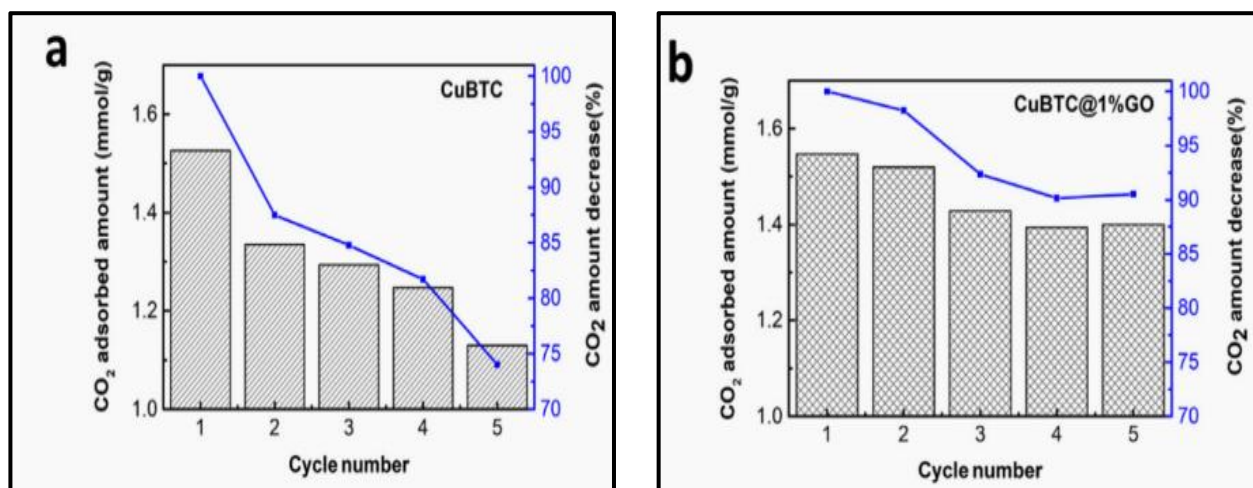 a
CO₂ adsorbed amount (mmol/g)
1.6
1.4
1.2
1.0
CuBTC
100
95
90
85
80
75
70
CO₂ amount decrease(%)
1 2 3 4 5
Cycle number
b
CO₂ adsorbed amount (mmol/g)
1.6
1.4
1.2
1.0
CuBTC@1%GO
100
95
90
85
80
75
70
CO₂ amount decrease(%)
1 2 3 4 5
Cycle number